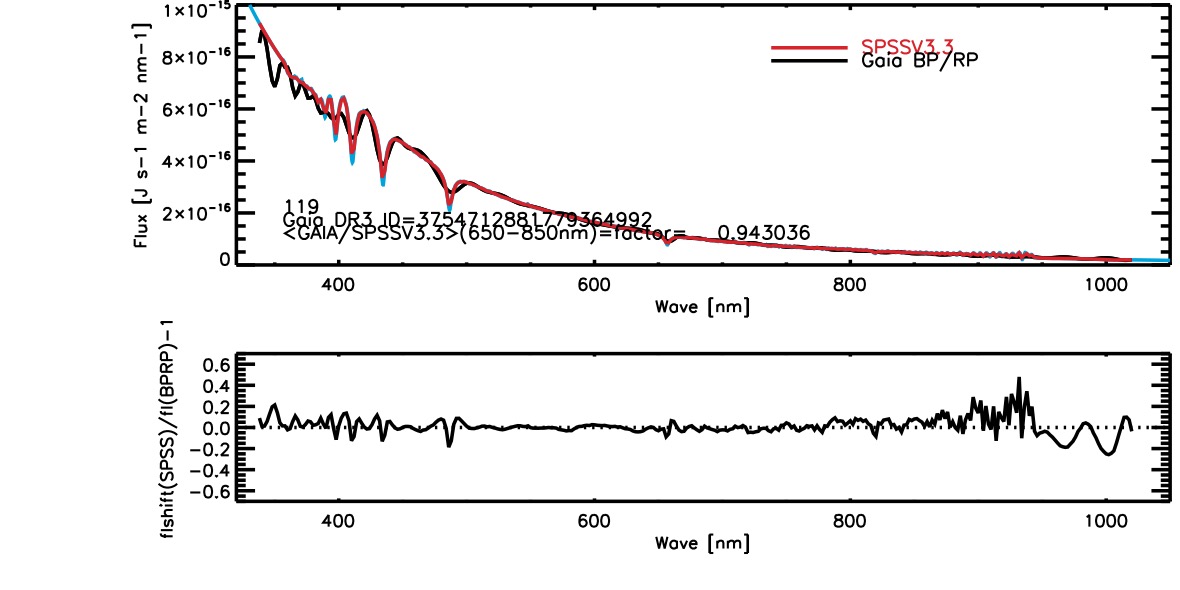 1×10−15
8×10−16
6×10−16
4×10−16
2×10−16
0
Flux [J s−1 m−2 nm−1]
SPSSV3.3
Gaia BP/RP
119
Gaia DR3 ID=3754712881779364992
<GAIA/SPSSV3.3>(650−850nm)=factor= 0.943036
400 600 800 1000
Wave [nm]
flshift(SPSS)/fl(BPRP)−1
0.6
0.4
0.2
0.0
−0.2
−0.4
−0.6
400 600 800 1000
Wave [nm]